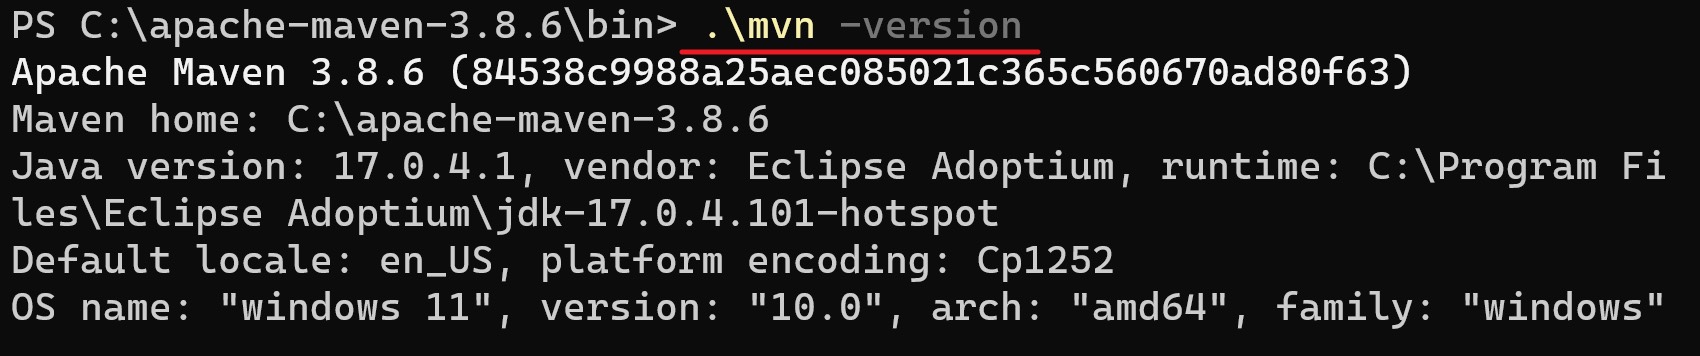 PS C:\apache-maven-3.8.6\bin> .\mvn -version
Apache Maven 3.8.6 (84538c9988a25aec085021c365c560670ad80f63)
Maven home: C:\apache-maven-3.8.6
Java version: 17.0.4.1, vendor: Eclipse Adoptium, runtime: C:\Program Fi
les\Eclipse Adoptium\jdk-17.0.4.101-hotspot
Default locale: en_US, platform encoding: Cp1252
OS name: "windows 11", version: "10.0", arch: "amd64", family: "windows"